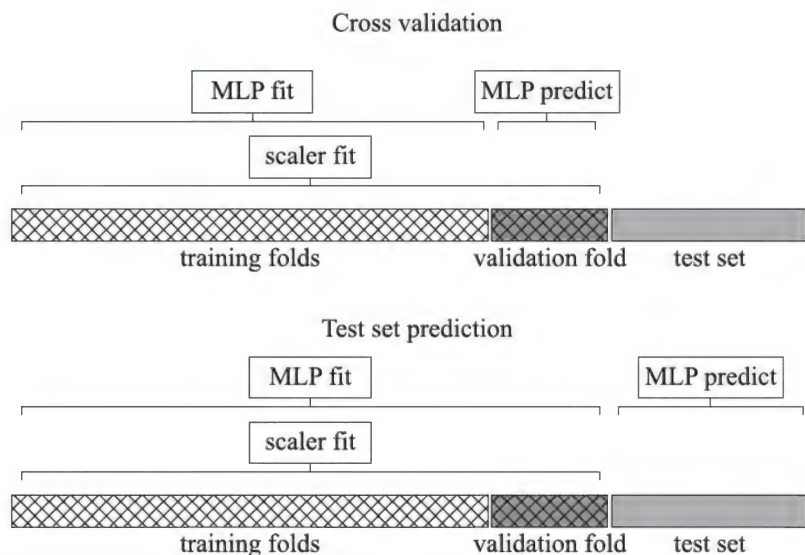 Cross validation
MLP fit MLP predict
scaler fit
training folds validation fold test set
Test set prediction
MLP fit MLP predict
scaler fit
training folds validation fold test set